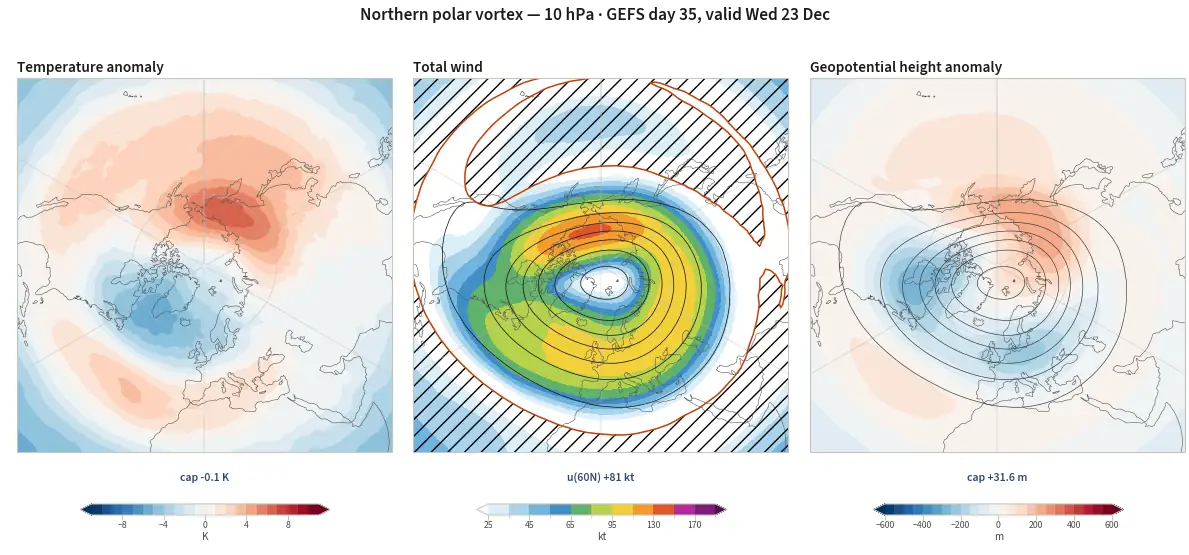 Northern polar vortex — 10 hPa · GEFS day 35, valid Wed 23 Dec
Temperature anomaly
Total wind
Geopotential height anomaly
cap -0.1 K
u(60N) +81 kt
cap +31.6 m
−8 −4 0 4 8
K
25 45 65 95 130 170
kt
−600 −400 −200 0 200 400 600
m